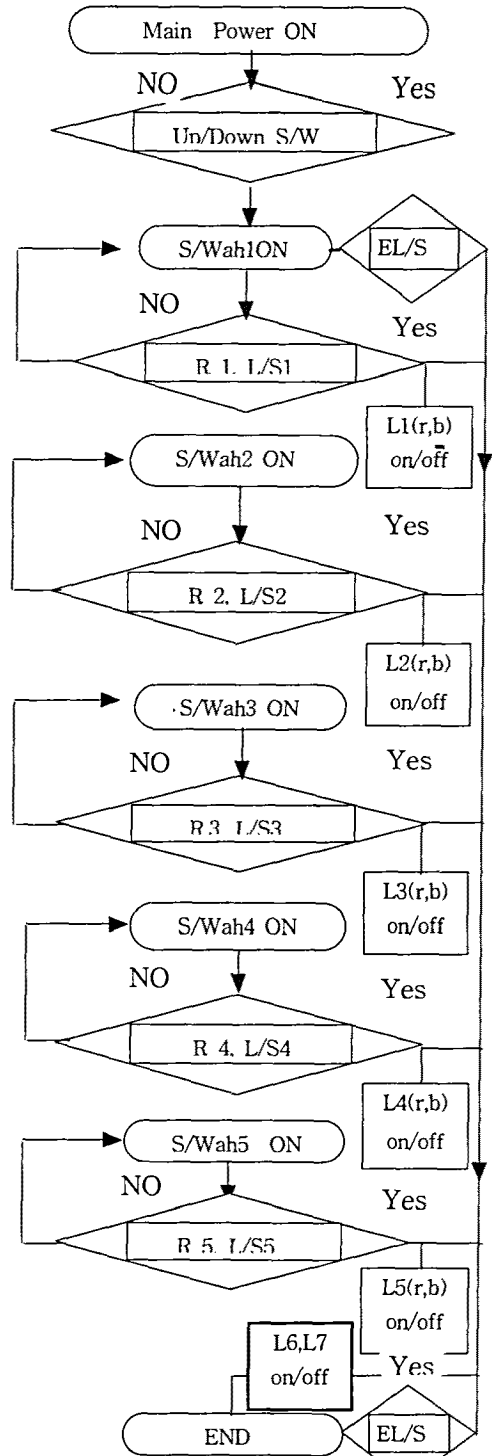 Main Power ON
NO Yes
Up/Down S/W
S/Wah1ON EL/S
NO Yes
R 1. L/S1
L1(r,b)
on/off
S/Wah2 ON
NO Yes
R 2. L/S2
L2(r,b)
on/off
S/Wah3 ON
NO Yes
R3 L/S3
L3(r,b)
on/off
S/Wah4 ON
NO Yes
R 4. L/S4
L4(r,b)
on/off
S/Wah5 ON
NO Yes
R 5. L/S5
L5(r,b)
on/off
L6,L7
on/off
Yes
END EL/S